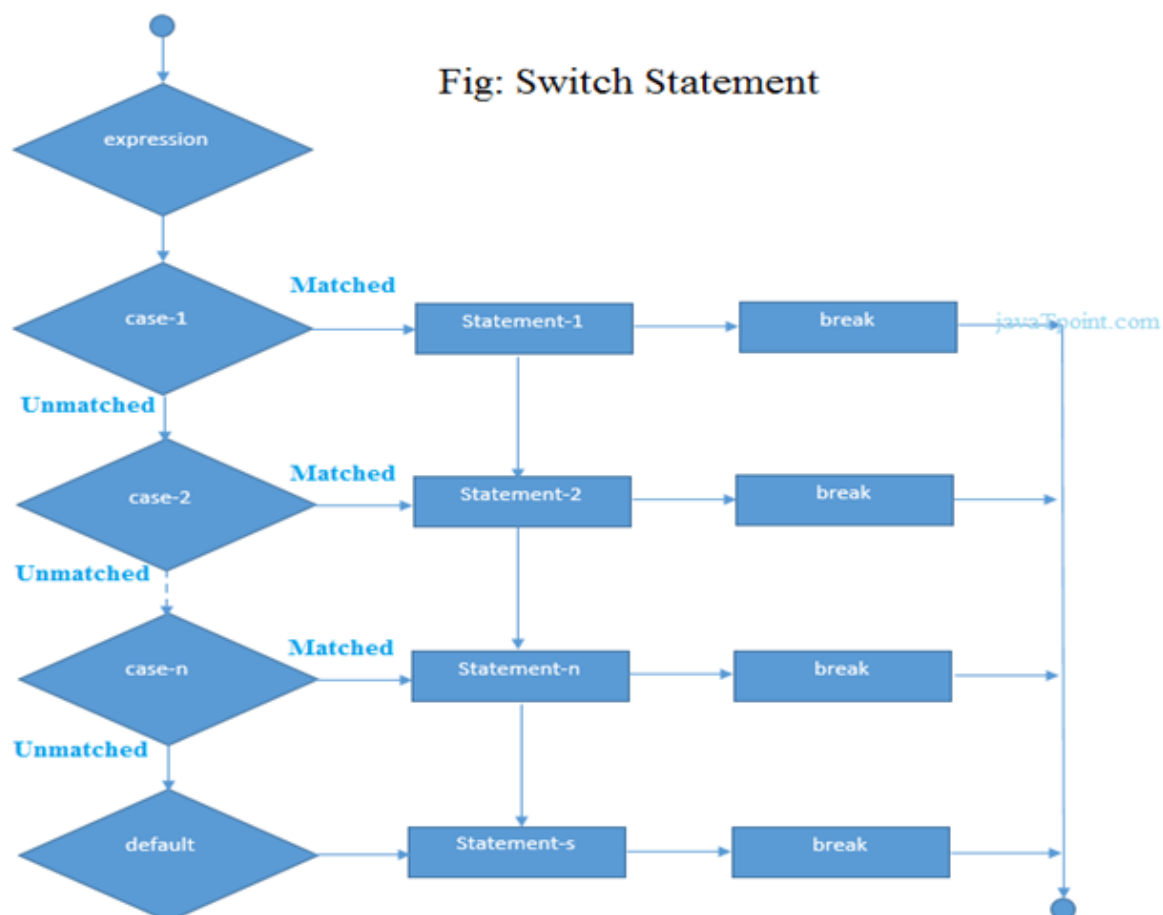 Fig: Switch Statement
expression
Matched
case-1
Statement-1
break
javaTpoint.com
Unmatched
Matched
case-2
Statement-2
break
Unmatched
Matched
case-n
Statement-n
break
Unmatched
default
Statement-s
break